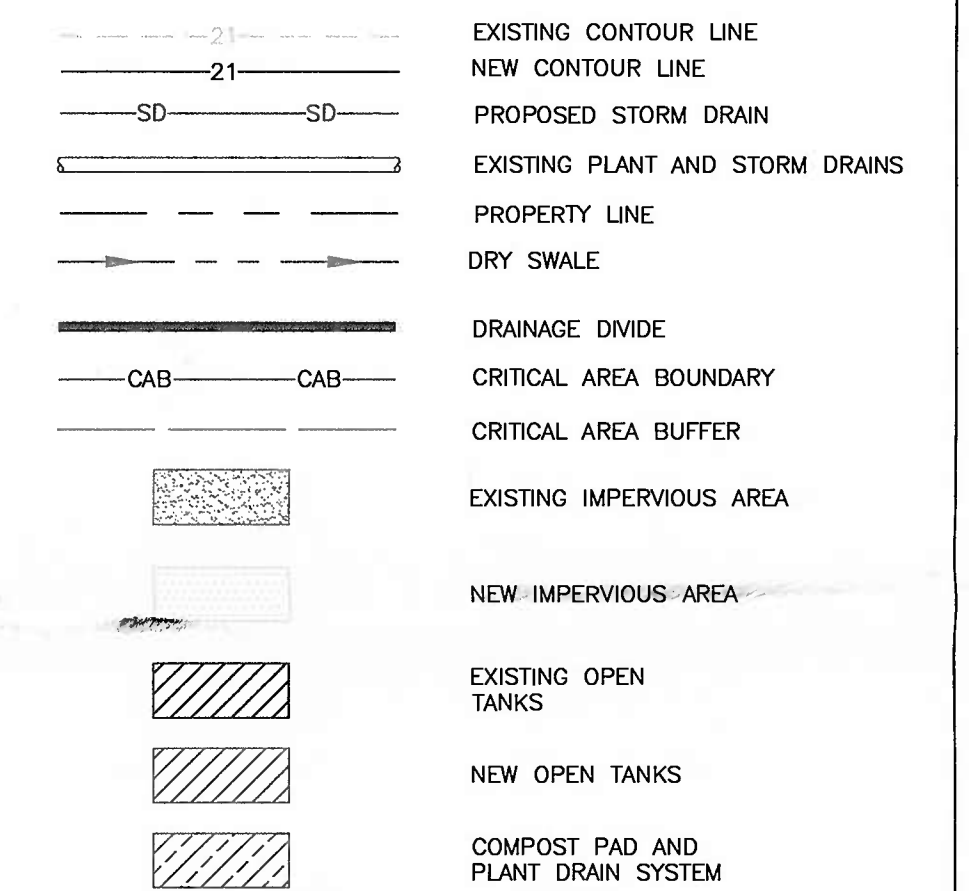 21 EXISTING CONTOUR LINE
21 NEW CONTOUR LINE
SD SD PROPOSED STORM DRAIN
EXISTING PLANT AND STORM DRAINS
PROPERTY LINE
DRY SWALE
DRAINAGE DIVIDE
CAB CAB CRITICAL AREA BOUNDARY
CRITICAL AREA BUFFER
EXISTING IMPERVIOUS AREA
NEW IMPERVIOUS AREA
EXISTING OPEN
TANKS
NEW OPEN TANKS
COMPOST PAD AND
PLANT DRAIN SYSTEM